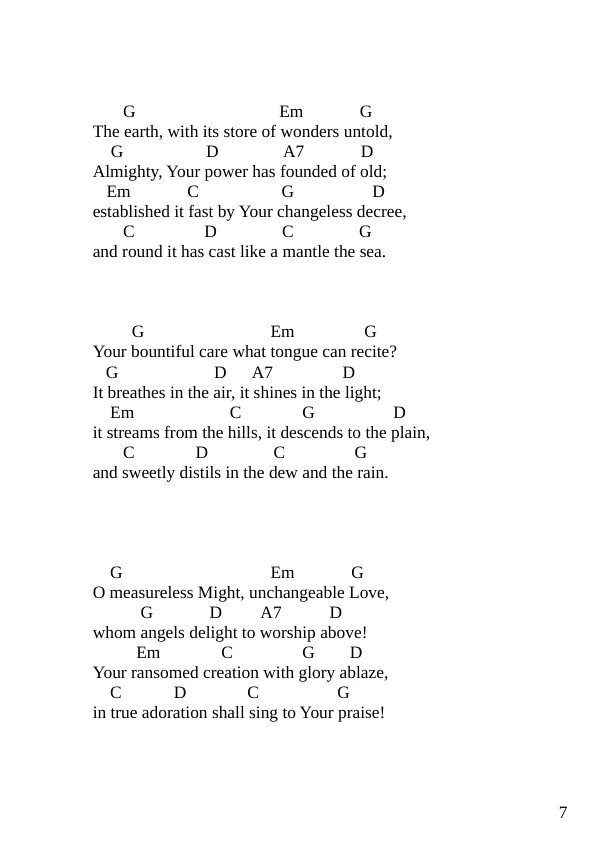 G Em G
The earth, with its store of wonders untold,
G D A7 D
Almighty, Your power has founded of old;
Em C G D
established it fast by Your changeless decree,
C D C G
and round it has cast like a mantle the sea.
G Em G
Your bountiful care what tongue can recite?
G D A7 D
It breathes in the air, it shines in the light;
Em C G D
it streams from the hills, it descends to the plain,
C D C G
and sweetly distils in the dew and the rain.
G Em G
O measureless Might, unchangeable Love,
G D A7 D
whom angels delight to worship above!
Em C G D
Your ransomed creation with glory ablaze,
C D C G
in true adoration shall sing to Your praise!
7